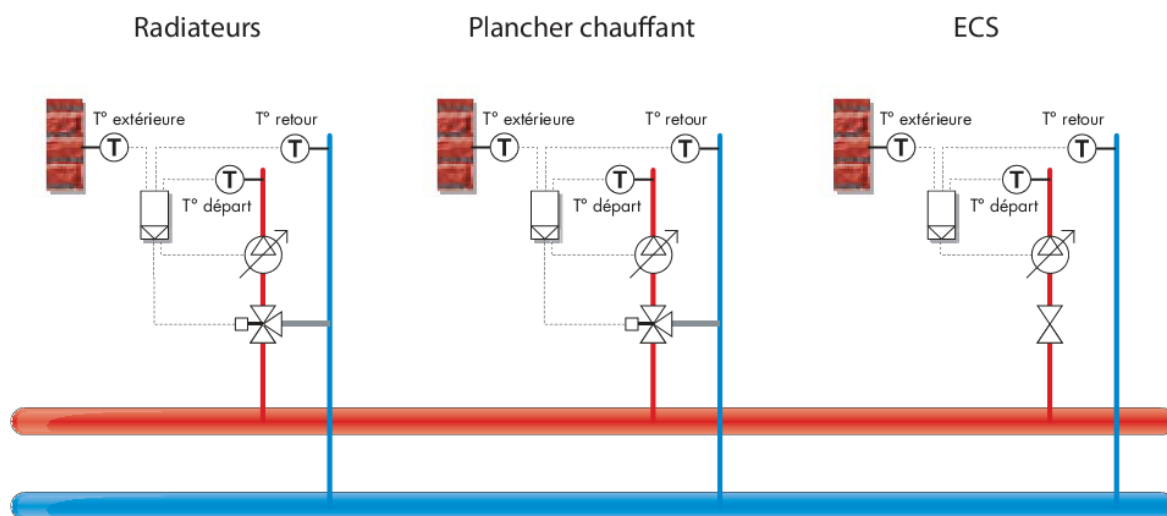 Radiateurs
Plancher chauffant
ECS
T° extérieure
T° retour
T
T
T
T° départ
T° extérieure
T° retour
T
T
T
T° départ
T° extérieure
T° retour
T
T
T
T° départ